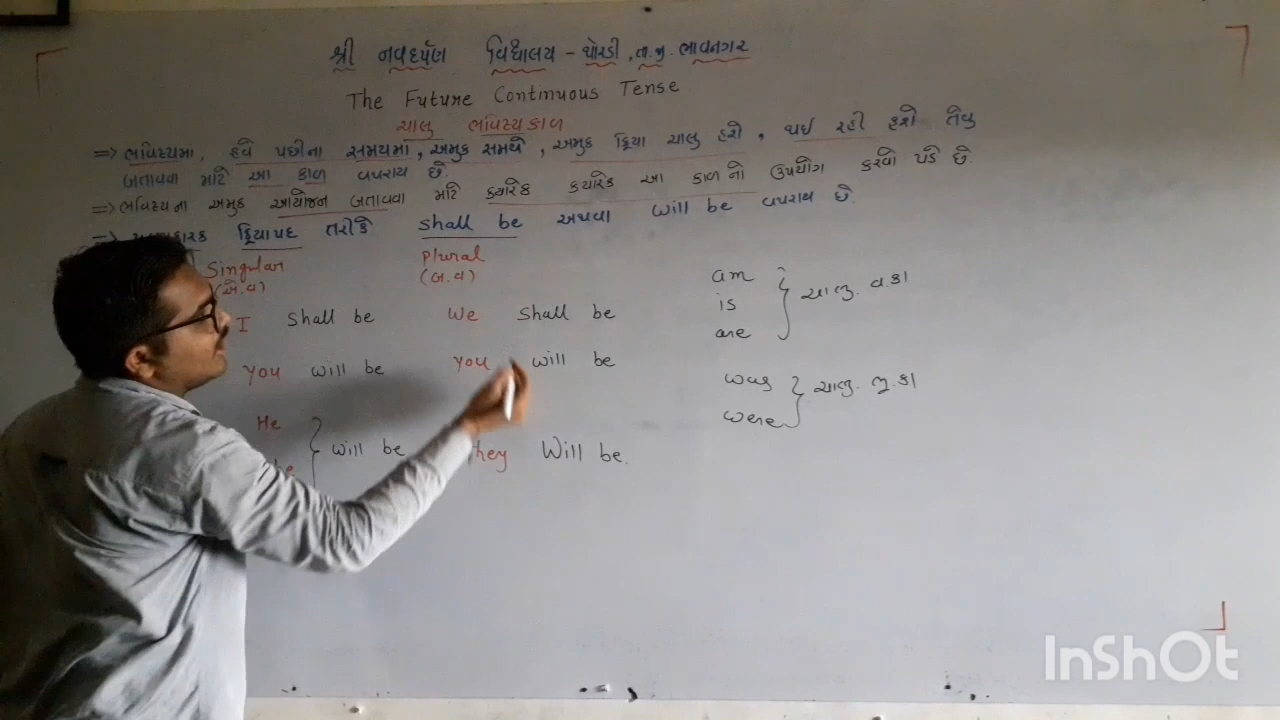 શ્રી નવદર્પણ વિદ્યાલય - થોરડી, તા.જી. ભાવનગર
The Future Continuous Tense
ચાલુ ભવિષ્યકાળ
⇒ ભવિષ્યમાં, હવે પછીના સમયમાં, અમુક સમયે, અમુક ક્રિયા ચાલુ હશે, થઈ રહી હશે તેવુ
બતાવવા માટે આ કાળ વપરાય છે.
⇒ ભવિષ્યના અમુક આયોજન બતાવવા માટે ક્યારેક ક્યારેક આ કાળનો ઉપયોગ કરવો પડે છે.
⇒ ક્રિયાપદ તરીકે shall be અથવા will be વપરાય છે.
Singular Plural
(એ.વ) (બ.વ)
I shall be We shall be
you will be you will be
He
will be They Will be.
am
is
are
} ચાલુ. વ.કા
was
were
} ચાલુ. ભૂ.કા
InShOt